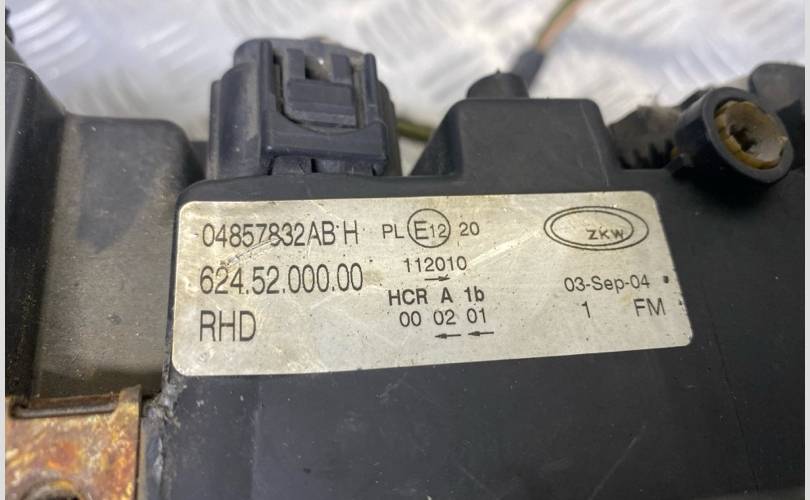 04857832AB H PL E12 20 ZKW
112010
624.52.000.00 03-Sep-04
HCR A 1b
RHD 00 02 01 1 FM